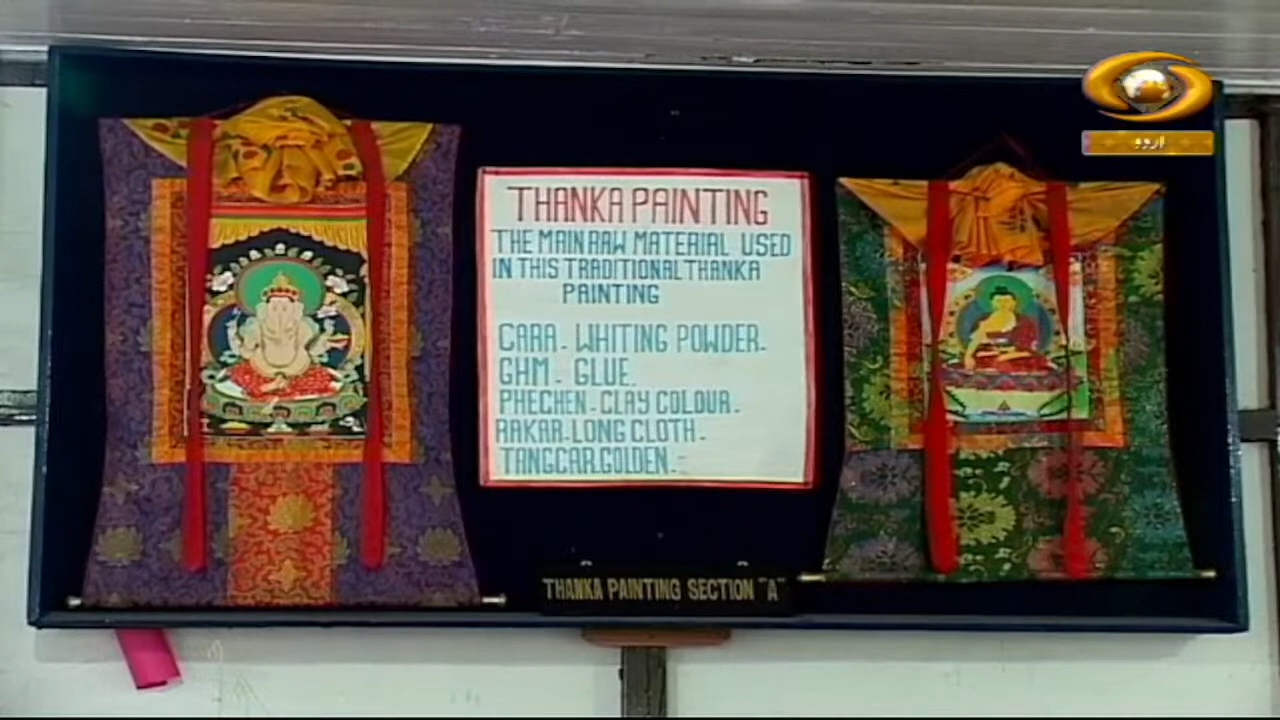 اردو
THANKA PAINTING
THE MAIN RAW MATERIAL USED
IN THIS TRADITIONAL THANKA
PAINTING
CARA - WHITING POWDER -
GHM - GLUE.
PHECHEN - CLAY COLOUR -
RAKAR - LONG CLOTH -
TANGCAR. GOLDEN. -
THANKA PAINTING SECTION "A"